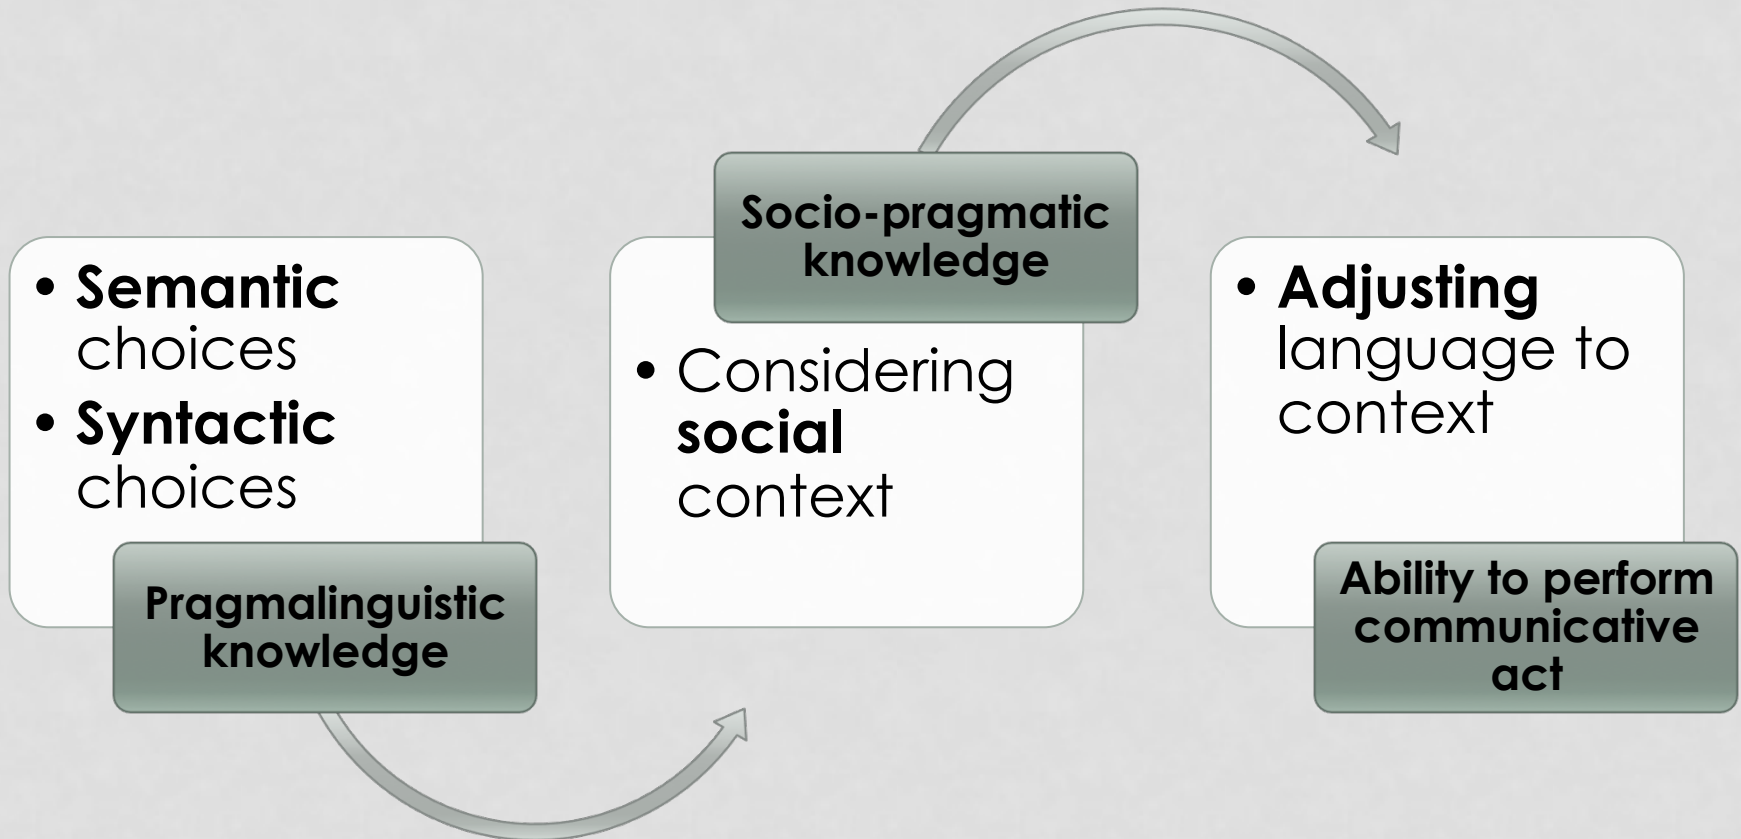 • Semantic
choices
• Syntactic
choices
Pragmalinguistic
knowledge
Socio-pragmatic
knowledge
• Considering
social
context
• Adjusting
language to
context
Ability to perform
communicative
act